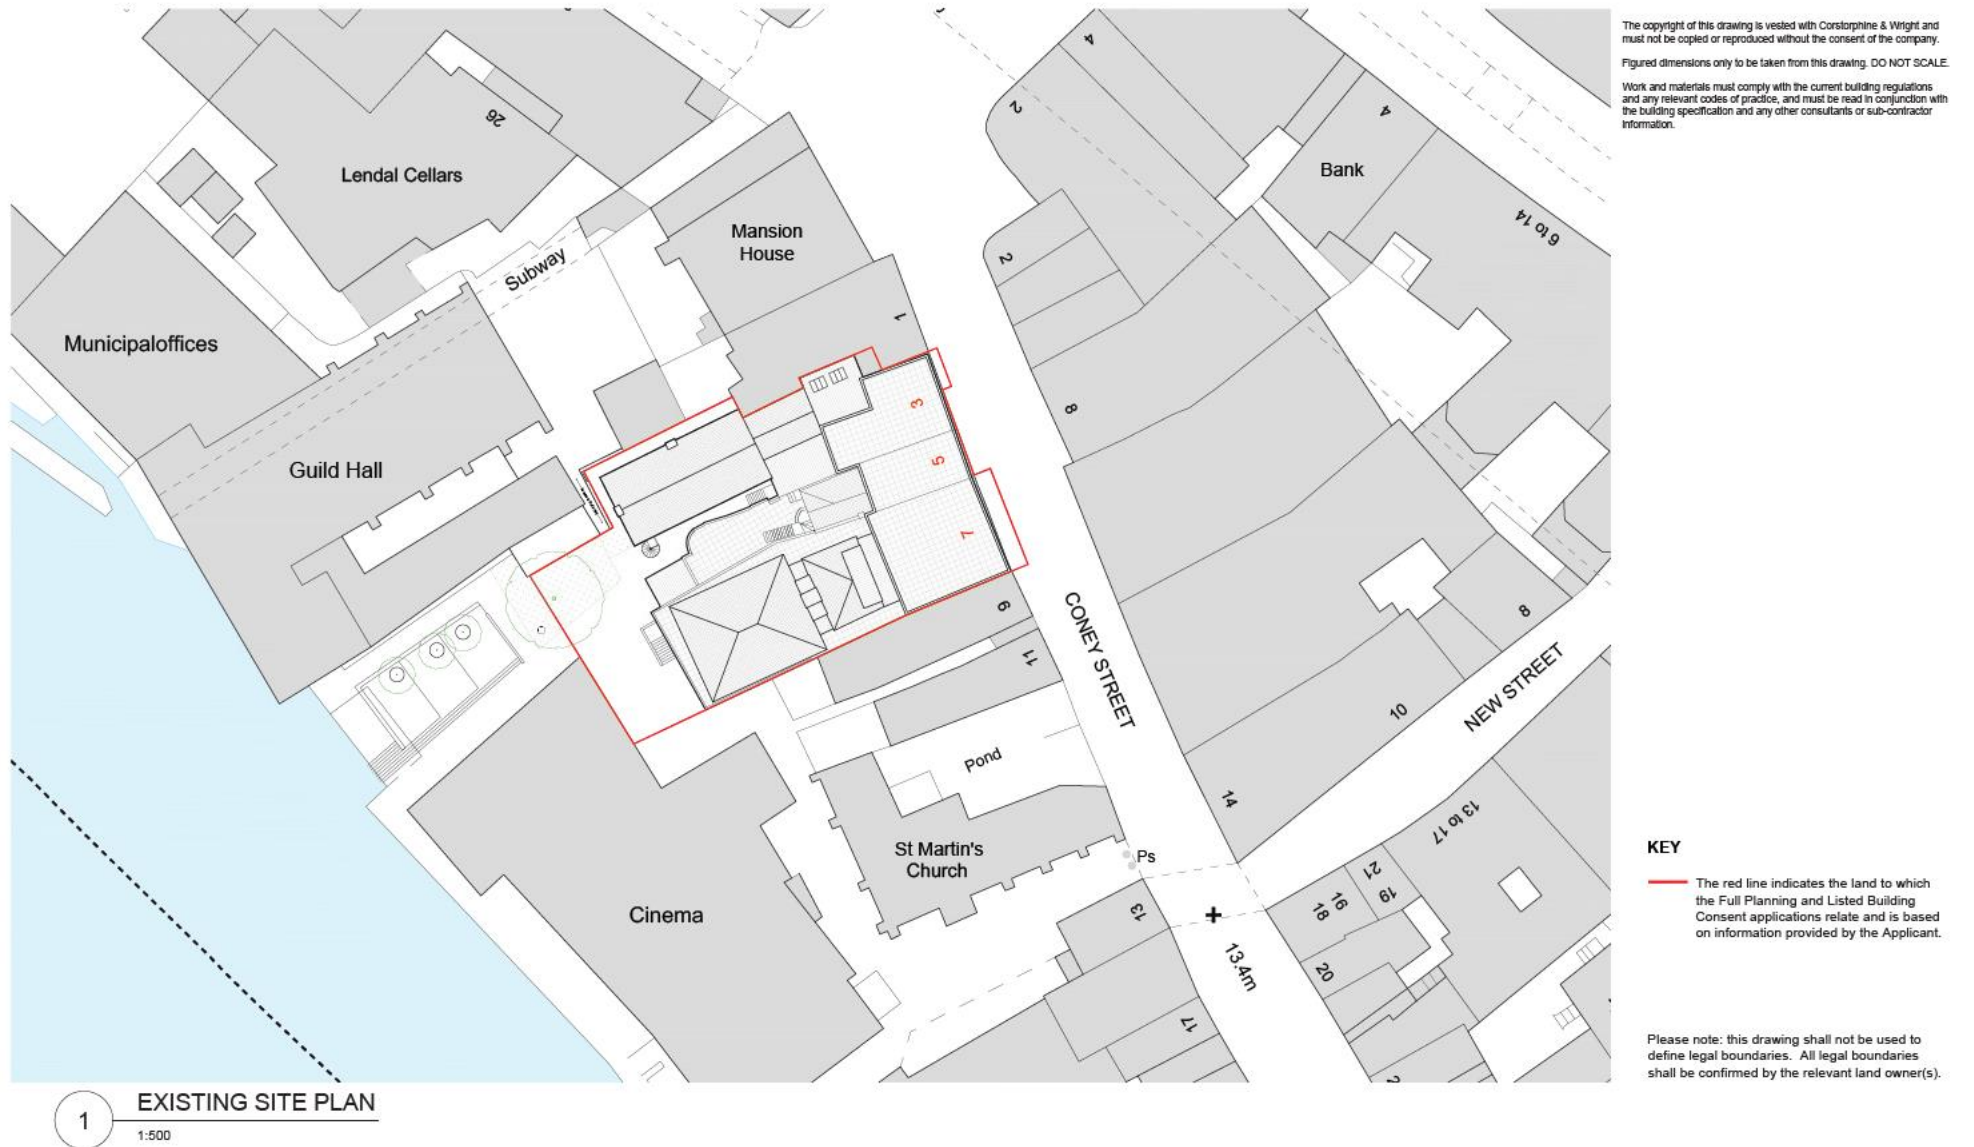 The copyright of this drawing is vested with Corstorphine & Wright and
must not be copied or reproduced without the consent of the company.
Figured dimensions only to be taken from this drawing. DO NOT SCALE.
Work and materials must comply with the current building regulations
and any relevant codes of practice, and must be read in conjunction with
the building specification and any other consultants or sub-contractor
information.
4
2
26
Lendal Cellars
4
Bank
6 to 14
Mansion
House
2
Subway
Municipaloffices
1
3
8
5
Guild Hall
7
9
8
CONEY STREET
11
NEW STREET
10
Pond
14
13 to 17
St Martin's
Church
Ps
21
19
16
18
Cinema
13
13.4m
20
17
2
KEY
The red line indicates the land to which
the Full Planning and Listed Building
Consent applications relate and is based
on information provided by the Applicant.
Please note: this drawing shall not be used to
define legal boundaries. All legal boundaries
shall be confirmed by the relevant land owner(s).
1
EXISTING SITE PLAN
1:500